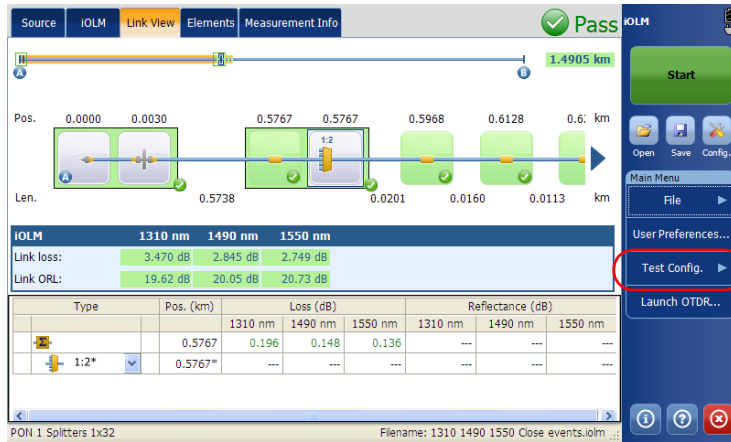 Source iOLM Link View Elements Measurement Info Pass iOLM
1.4905 km
A B
Start
Pos. 0.0000 0.0030 0.5767 0.5767 0.5968 0.6128 km
1:2
Open Save Config.
A
Main Menu
Len. 0.5738 0.0201 0.0160 0.0113 km
File
iOLM 1310 nm 1490 nm 1550 nm
User Preferences...
Link loss: 3.470 dB 2.845 dB 2.749 dB
Link ORL: 19.62 dB 20.05 dB 20.73 dB
Test Config.
Launch OTDR...
Type Pos. (km) Loss (dB) Reflectance (dB)
1310 nm 1490 nm 1550 nm 1310 nm 1490 nm 1550 nm
Σ 0.5767 0.196 0.148 0.136 --- --- ---
1:2* 0.5767* --- --- --- --- --- ---
PON 1 Splitters 1x32 Filename: 1310 1490 1550 Close events.iolm